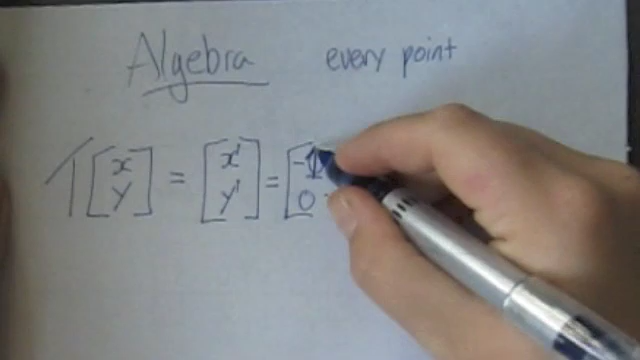 Algebra every point
T [x y] = [x' y'] = [-1 0